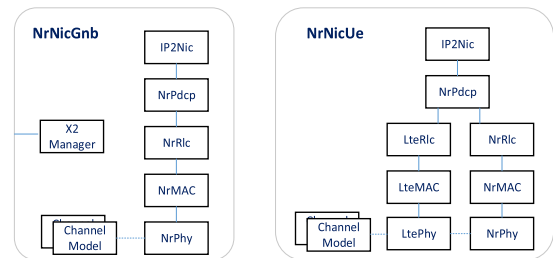 NrNicGnb
IP2Nic
NrPdcp
X2
Manager
NrRlc
NrMAC
Channel
Model
NrPhy
NrNicUe
IP2Nic
NrPdcp
LteRlc
NrRlc
LteMAC
NrMAC
Channel
Model
LtePhy
NrPhy